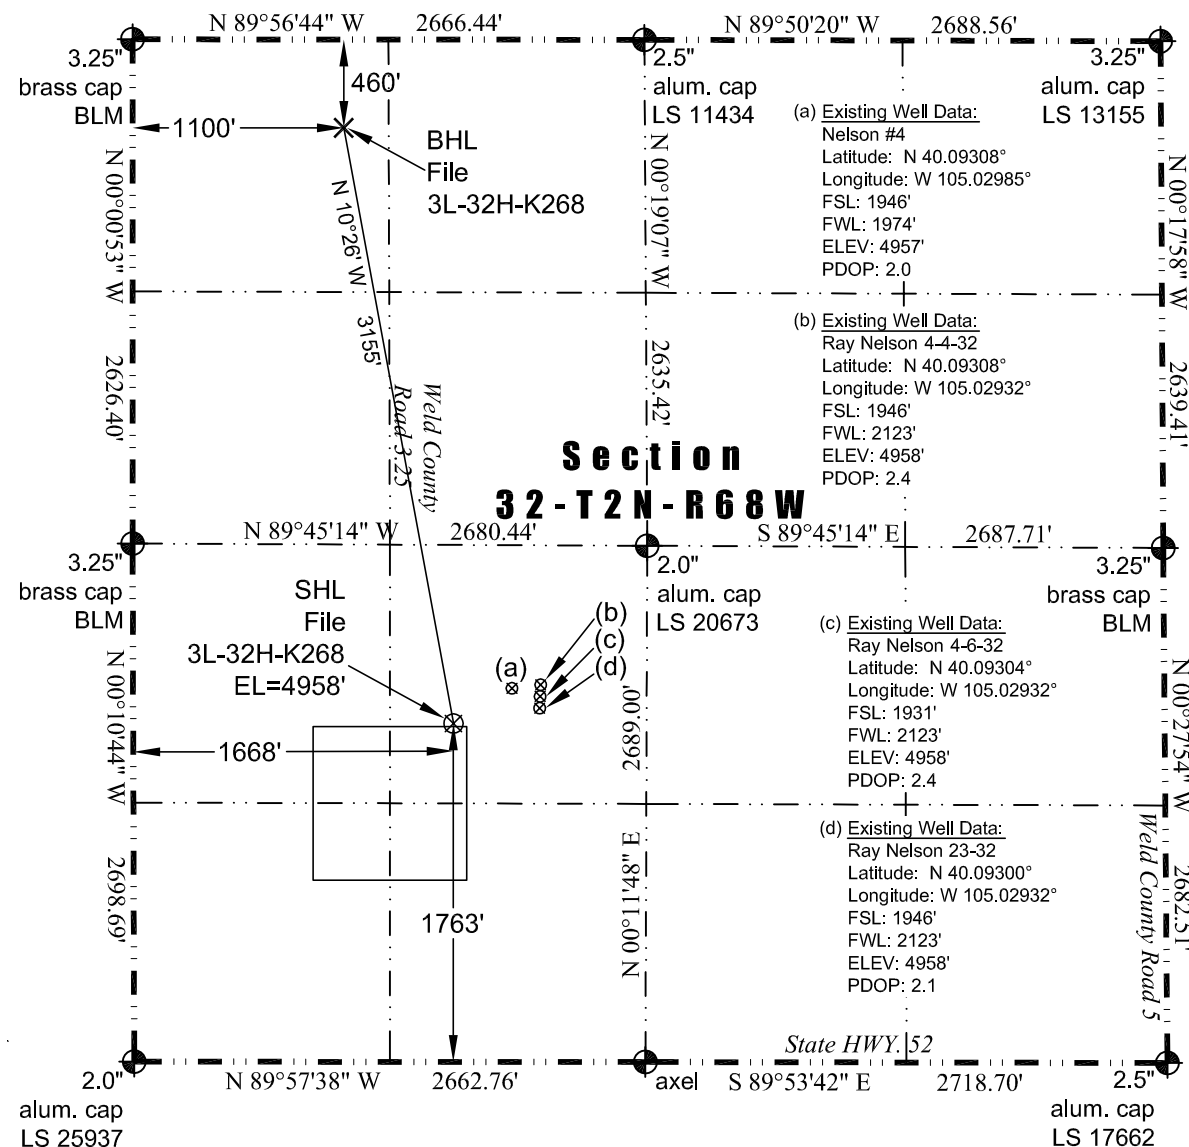 N 89°56'44" W 2666.44'
N 89°50'20" W 2688.56'
3.25"
brass cap
BLM
460'
1100'
BHL
File
3L-32H-K268
2.5"
alum. cap
LS 11434
3.25"
alum. cap
LS 13155
(a) Existing Well Data:
Nelson #4
Latitude: N 40.09308°
Longitude: W 105.02985°
FSL: 1946'
FWL: 1974'
ELEV: 4957'
PDOP: 2.0
N 00°00'53" W
2626.40'
N 10°26' W
3155'
Weld County
Road 3.25
N 00°19'07" W
2635.42'
N 00°17'58" W
2639.41'
(b) Existing Well Data:
Ray Nelson 4-4-32
Latitude: N 40.09308°
Longitude: W 105.02932°
FSL: 1946'
FWL: 2123'
ELEV: 4958'
PDOP: 2.4
Section
32-T2N-R68W
N 89°45'14" W 2680.44'
S 89°45'14" E 2687.71'
3.25"
brass cap
BLM
SHL
File
3L-32H-K268
EL=4958'
2.0"
alum. cap
LS 20673
3.25"
brass cap
BLM
(a)
(b)
(c)
(d)
(c) Existing Well Data:
Ray Nelson 4-6-32
Latitude: N 40.09304°
Longitude: W 105.02932°
FSL: 1931'
FWL: 2123'
ELEV: 4958'
PDOP: 2.4
N 00°10'44" W
2698.69'
1668'
1763'
2689.00'
N 00°11'48" E
N 00°27'54" W
2682.51'
Weld County Road 5
(d) Existing Well Data:
Ray Nelson 23-32
Latitude: N 40.09300°
Longitude: W 105.02932°
FSL: 1946'
FWL: 2123'
ELEV: 4958'
PDOP: 2.1
State HWY. 52
2.0"
alum. cap
LS 25937
N 89°57'38" W 2662.76'
axel
S 89°53'42" E 2718.70'
2.5"
alum. cap
LS 17662